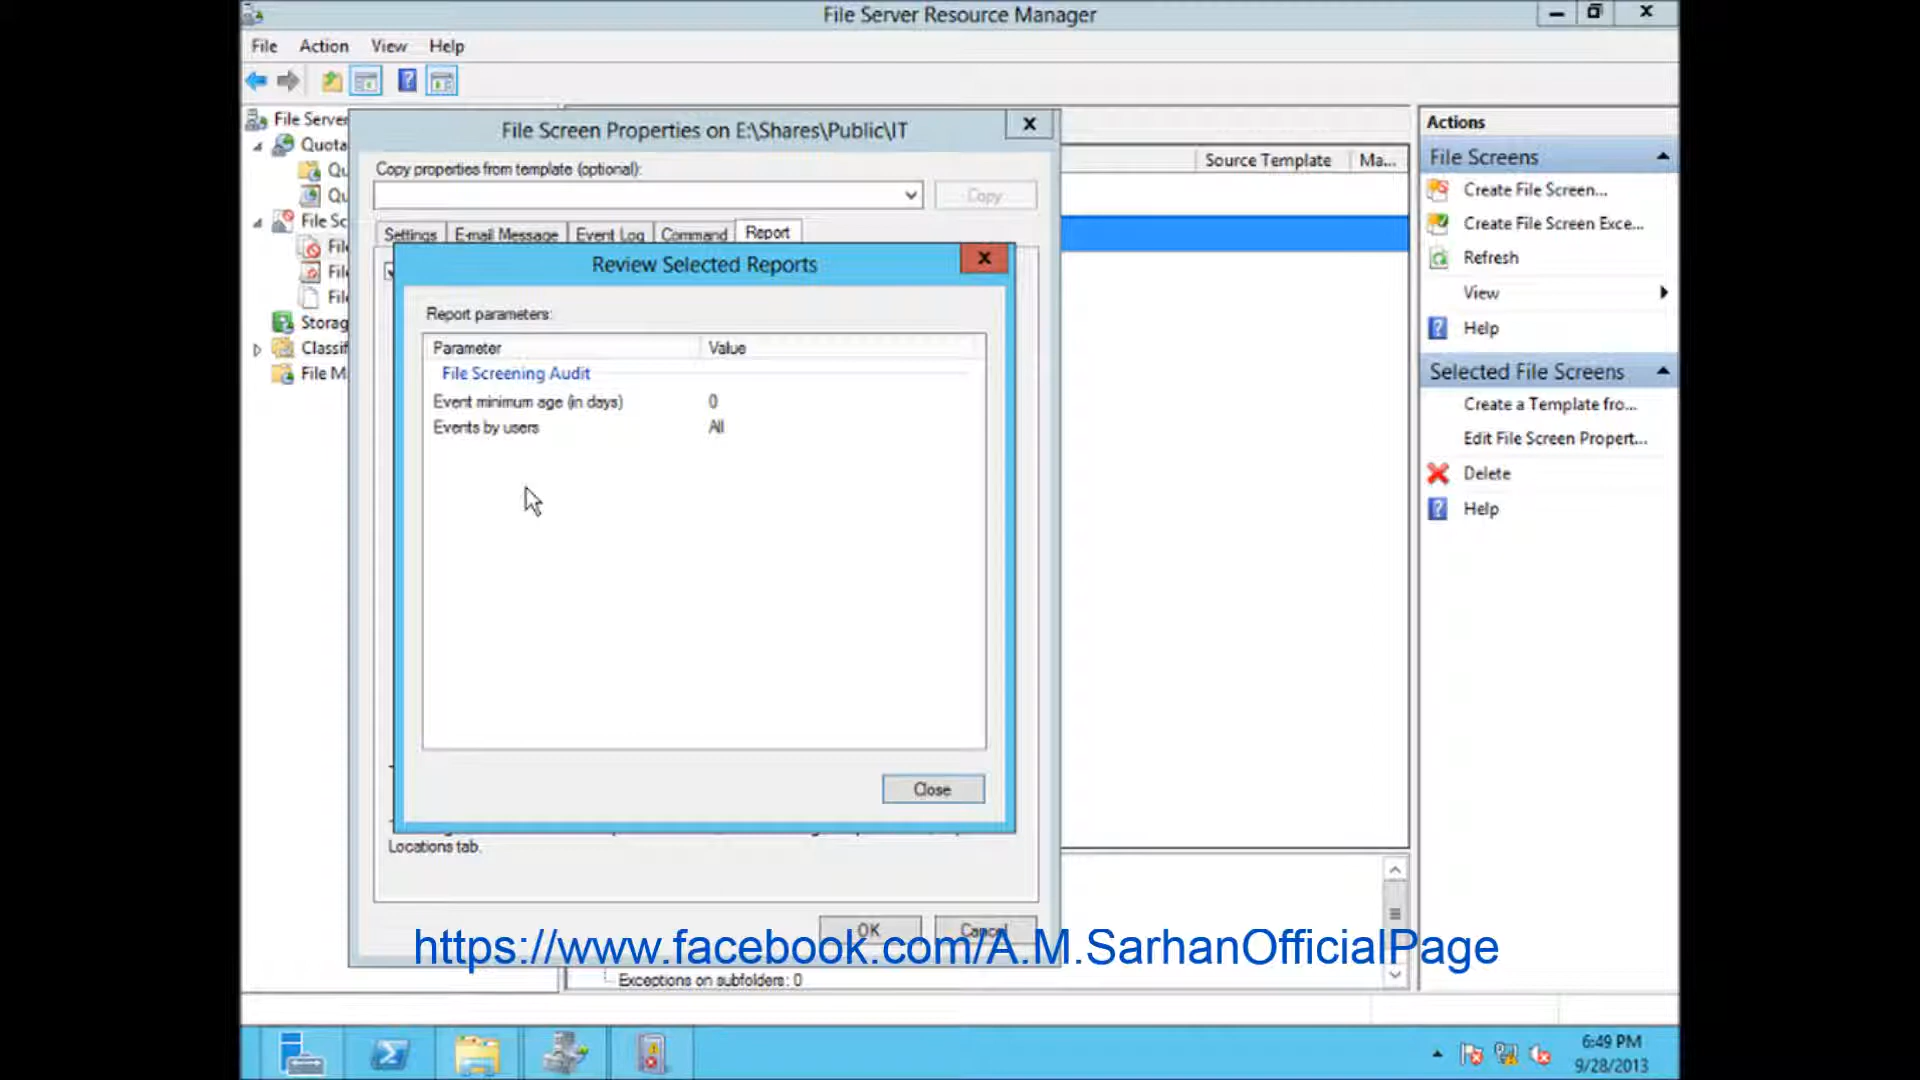 File Server Resource Manager
File Action View Help
File Server
Quota
Qu
Qu
File Sc
File
File
File
Storag
Classif
File M
File Screen Properties on E:\Shares\Public\IT
Copy properties from template (optional):
Copy
Settings E-mail Message Event Log Command Report
Review Selected Reports
Report parameters:
Parameter Value
File Screening Audit
Event minimum age (in days) 0
Events by users All
Close
Locations tab.
OK Cancel
https://www.facebook.com/A.M.SarhanOfficialPage
Exceptions on subfolders: 0
Source Template Ma...
Actions
File Screens
Create File Screen...
Create File Screen Exce...
Refresh
View
Help
Selected File Screens
Create a Template fro...
Edit File Screen Propert...
Delete
Help
6:49 PM
9/28/2013